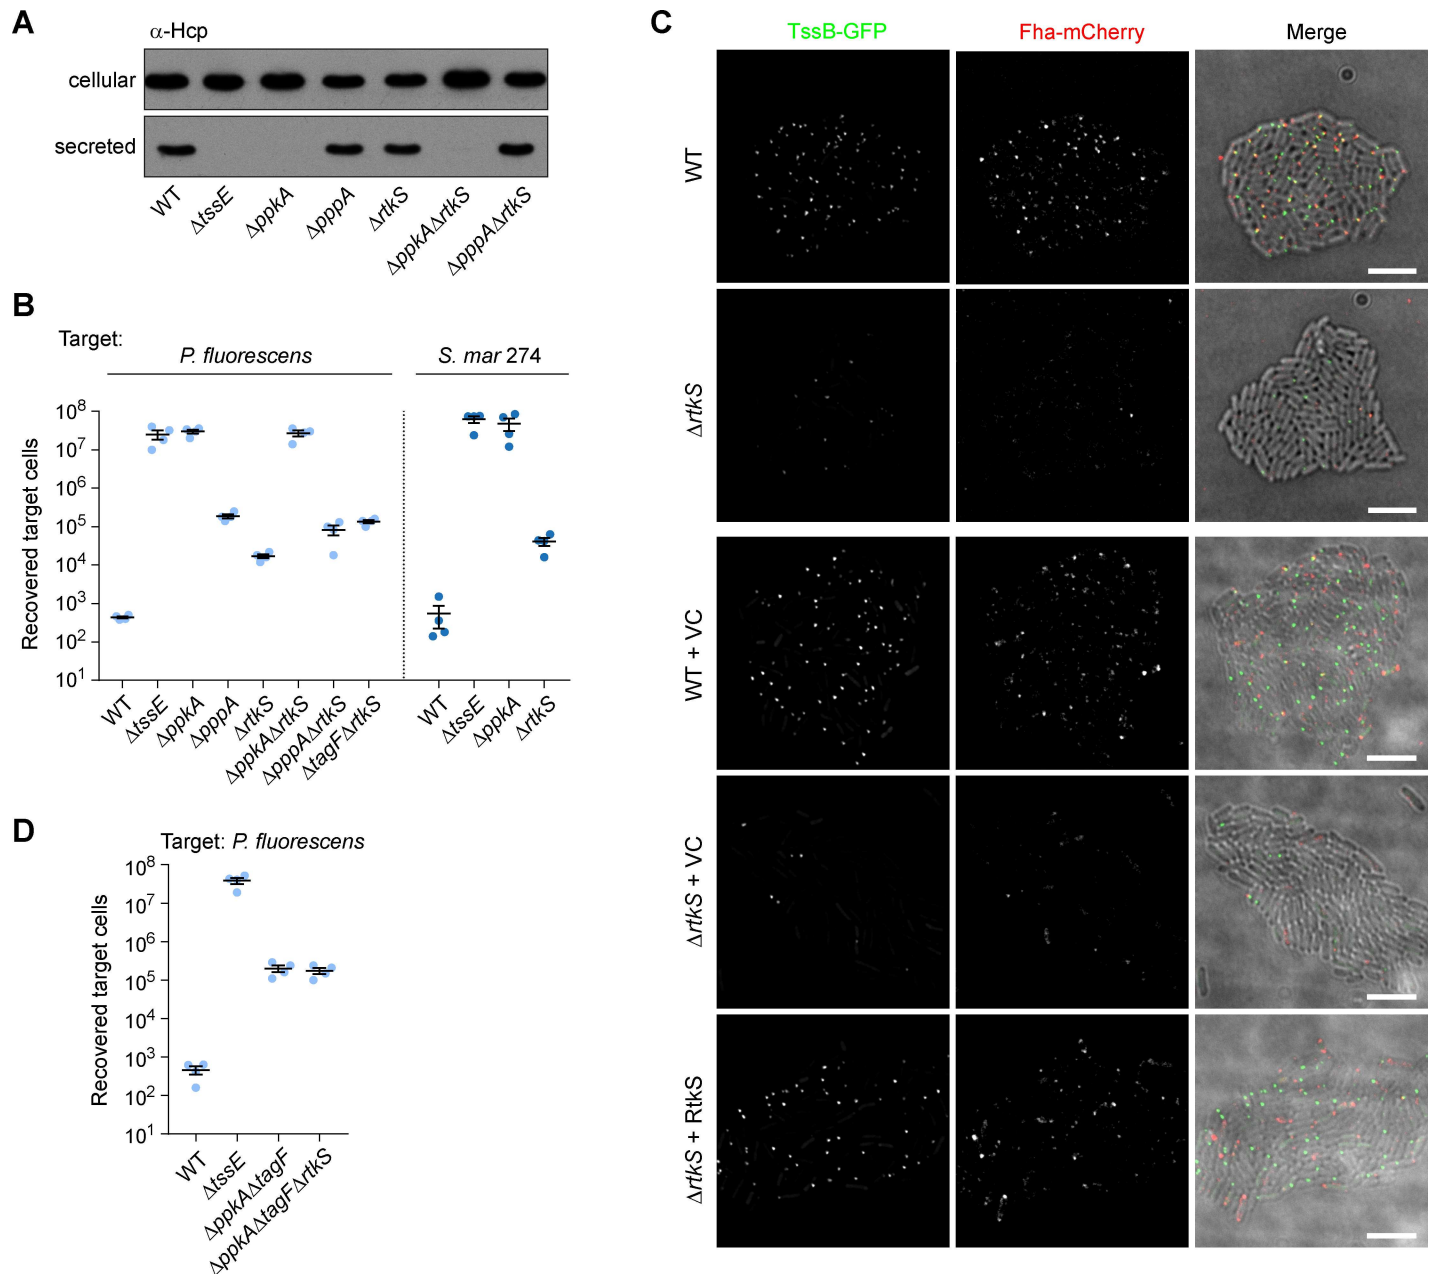 A
α-Hcp
cellular
secreted
WT
ΔtssE
ΔppkA
ΔpppA
ΔrtkS
ΔppkAΔrtkS
ΔpppAΔrtkS
B
Target:
P. fluorescens
S. mar 274
Recovered target cells
10⁸
10⁷
10⁶
10⁵
10⁴
10³
10²
10¹
WT
ΔtssE
ΔppkA
ΔpppA
ΔrtkS
ΔppkAΔrtkS
ΔpppAΔrtkS
ΔtagFΔrtkS
WT
ΔtssE
ΔppkA
ΔrtkS
D
Target: P. fluorescens
Recovered target cells
10⁸
10⁷
10⁶
10⁵
10⁴
10³
10²
10¹
WT
ΔtssE
ΔppkAΔtagF
ΔppkAΔtagFΔrtkS
C
TssB-GFP
Fha-mCherry
Merge
WT
ΔrtkS
WT + VC
ΔrtkS + VC
ΔrtkS + RtkS